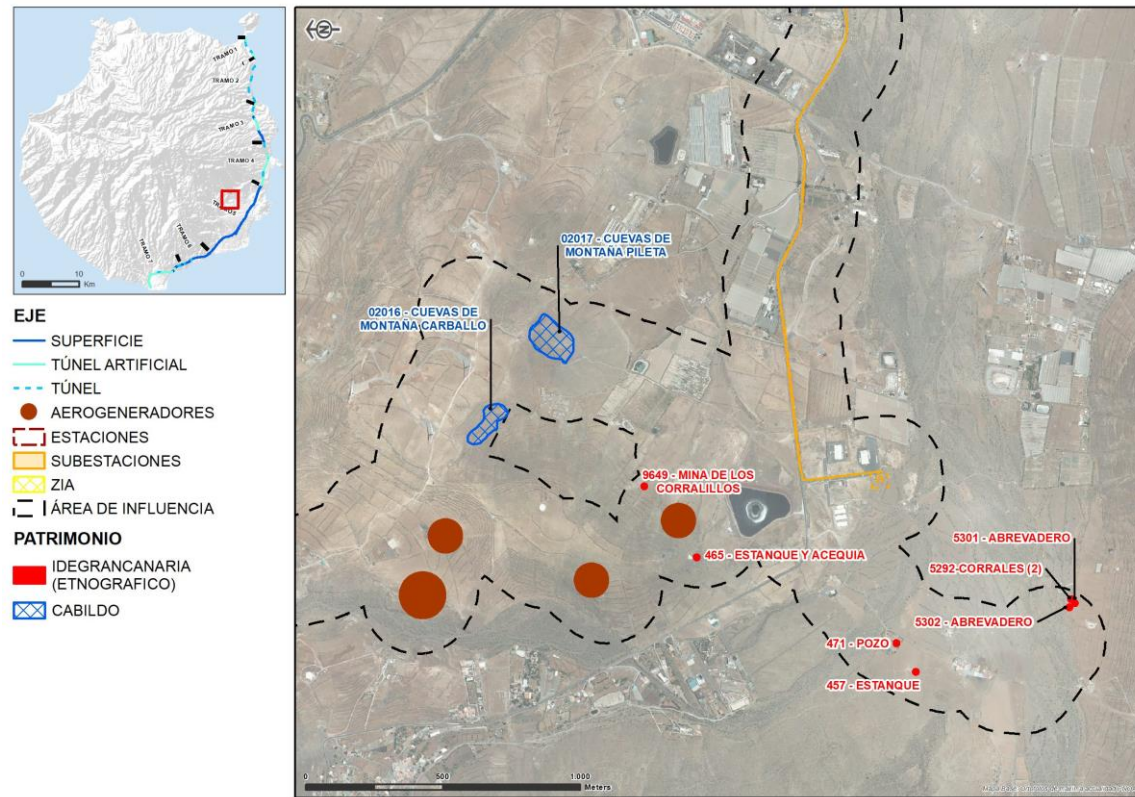 TRAMO 1
TRAMO 2
TRAMO 3
TRAMO 4
TRAMO 6
TRAMO 7
0 10
Km
EJE
SUPERFICIE
TÚNEL ARTIFICIAL
TÚNEL
AEROGENERADORES
ESTACIONES
SUBESTACIONES
ZIA
ÁREA DE INFLUENCIA
PATRIMONIO
IDEGRANCANARIA
(ETNOGRAFICO)
CABILDO
N
02017 - CUEVAS DE
MONTAÑA PILETA
02016 - CUEVAS DE
MONTAÑA CARBALLO
9649 - MINA DE LOS
CORRALILLOS
465 - ESTANQUE Y ACEQUIA
5301 - ABREVADERO
5292-CORRALES (2)
5302 - ABREVADERO
471 - POZO
457 - ESTANQUE
0 500 1.000
Meters